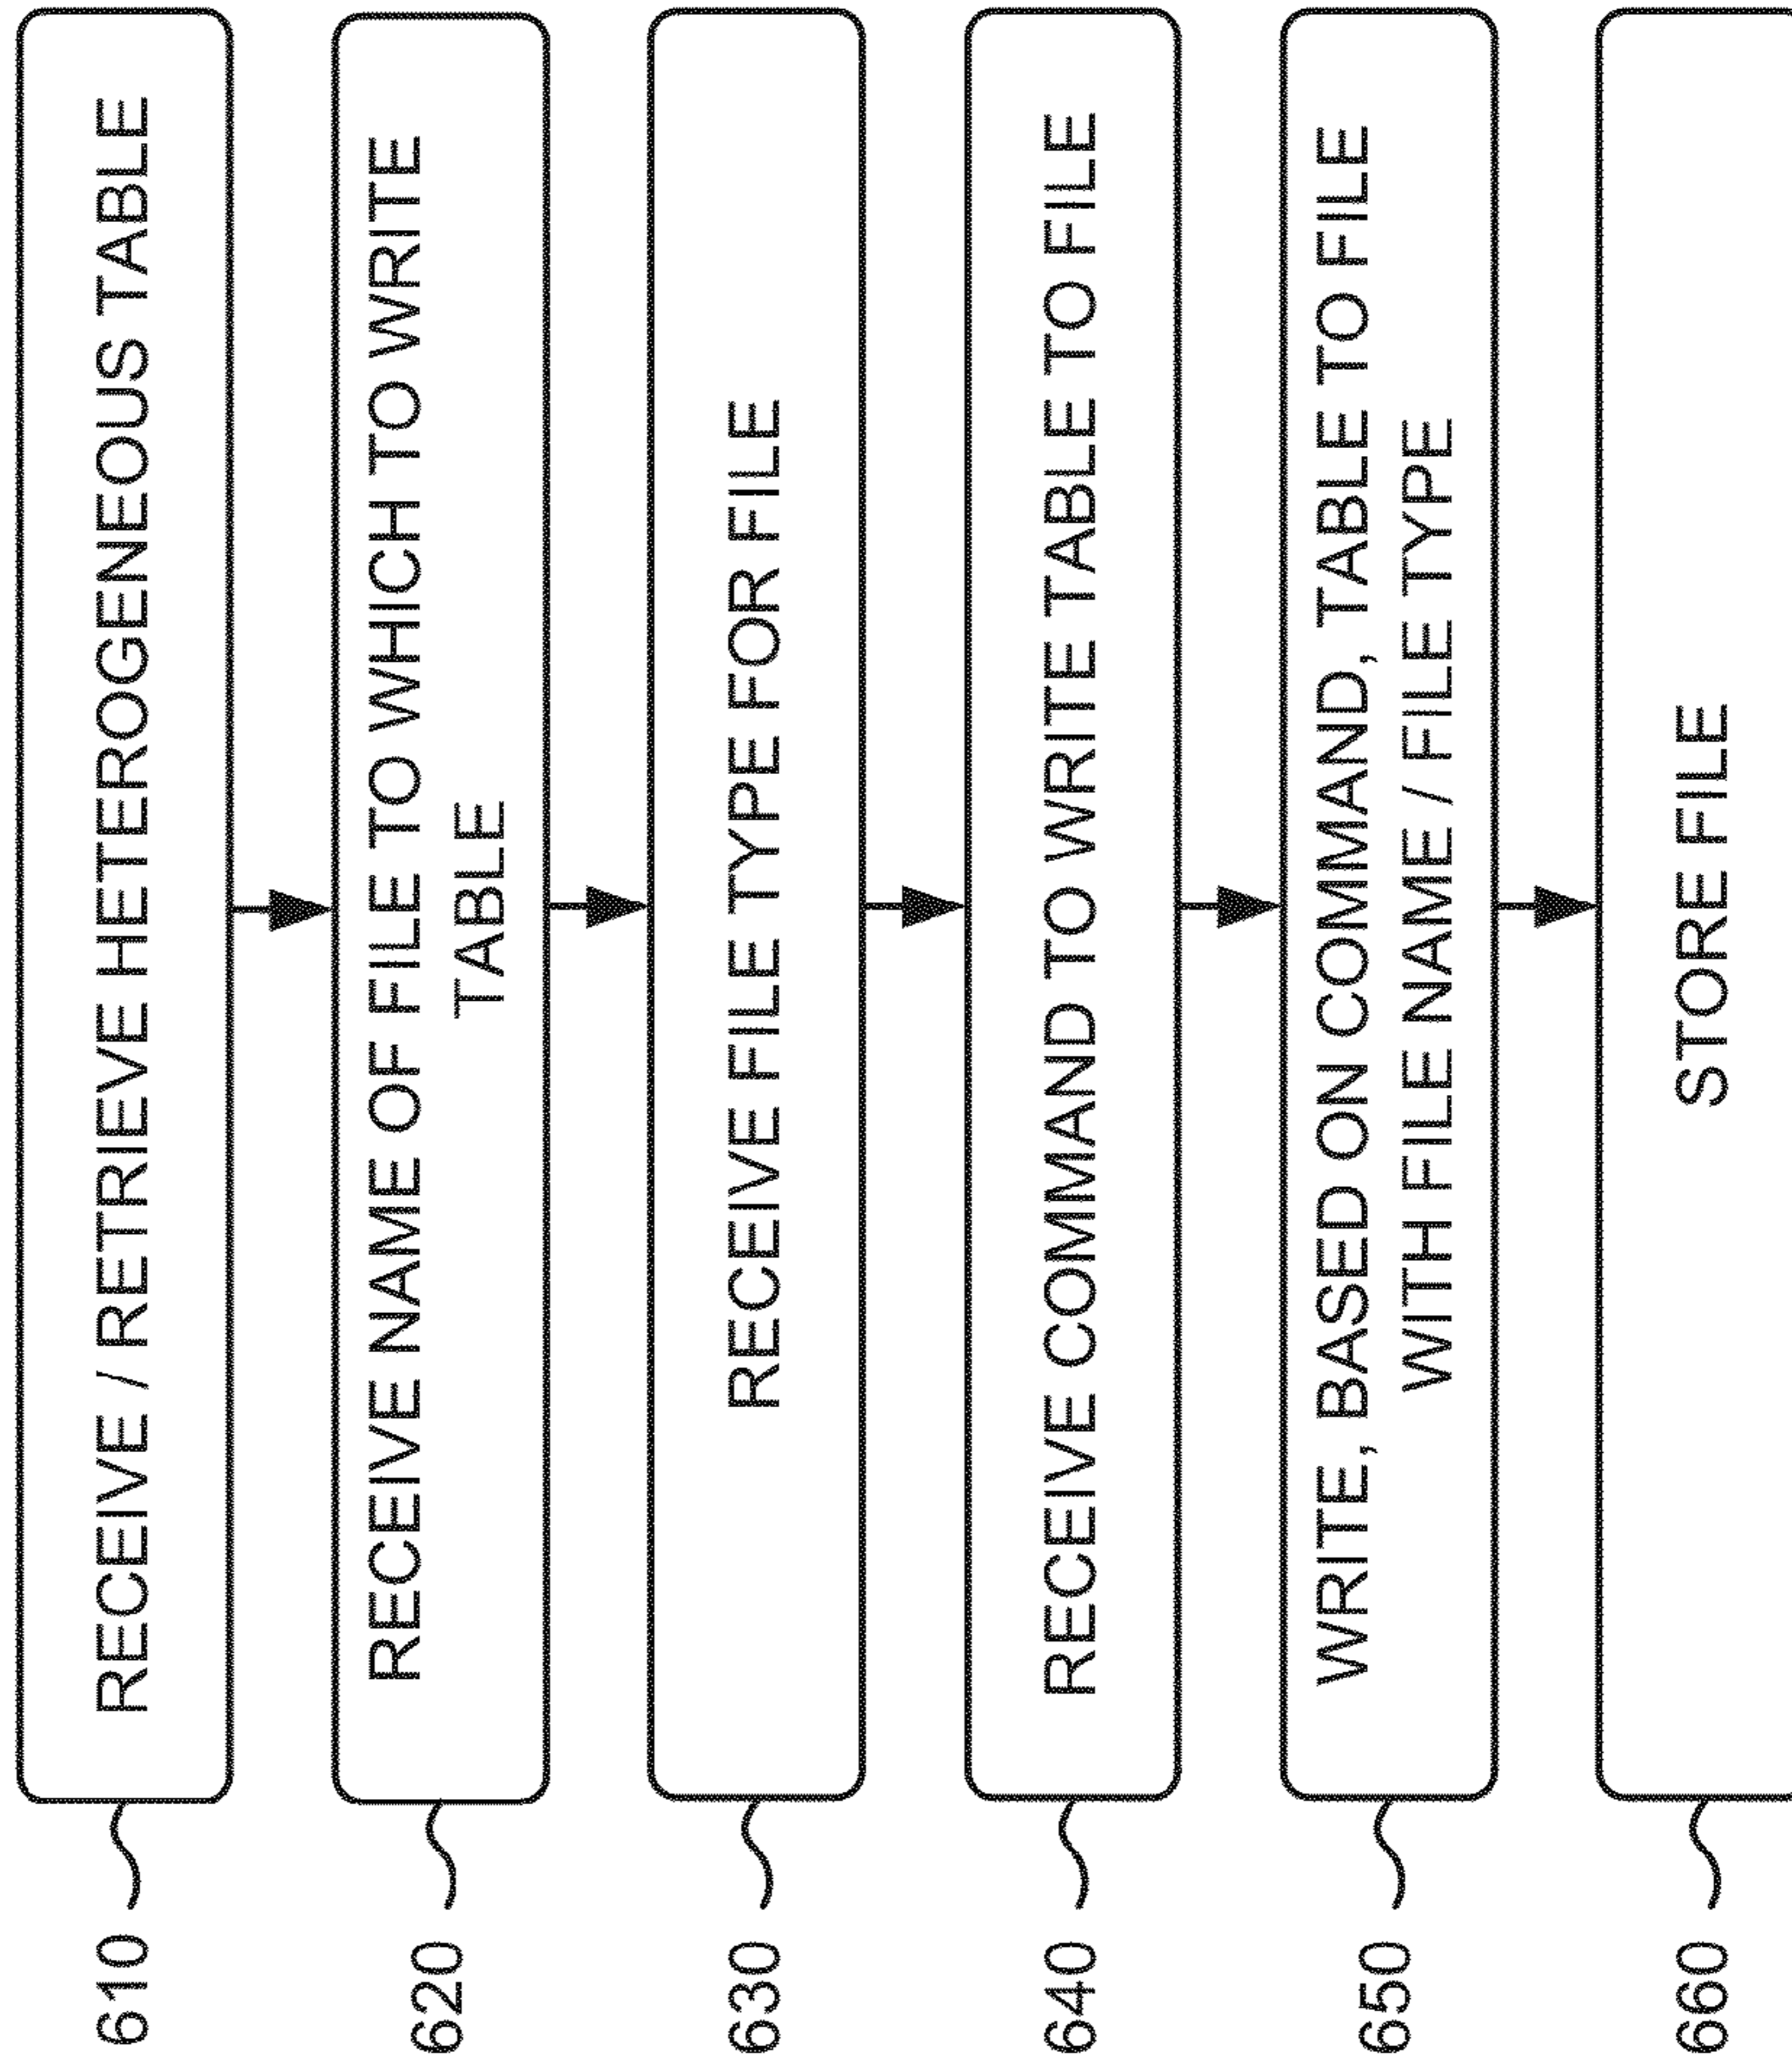 610
RECEIVE / RETRIEVE HETEROGENEOUS TABLE
620
RECEIVE NAME OF FILE TO WHICH TO WRITE
TABLE
630
RECEIVE FILE TYPE FOR FILE
640
RECEIVE COMMAND TO WRITE TABLE TO FILE
650
WRITE, BASED ON COMMAND, TABLE TO FILE
WITH FILE NAME / FILE TYPE
660
STORE FILE